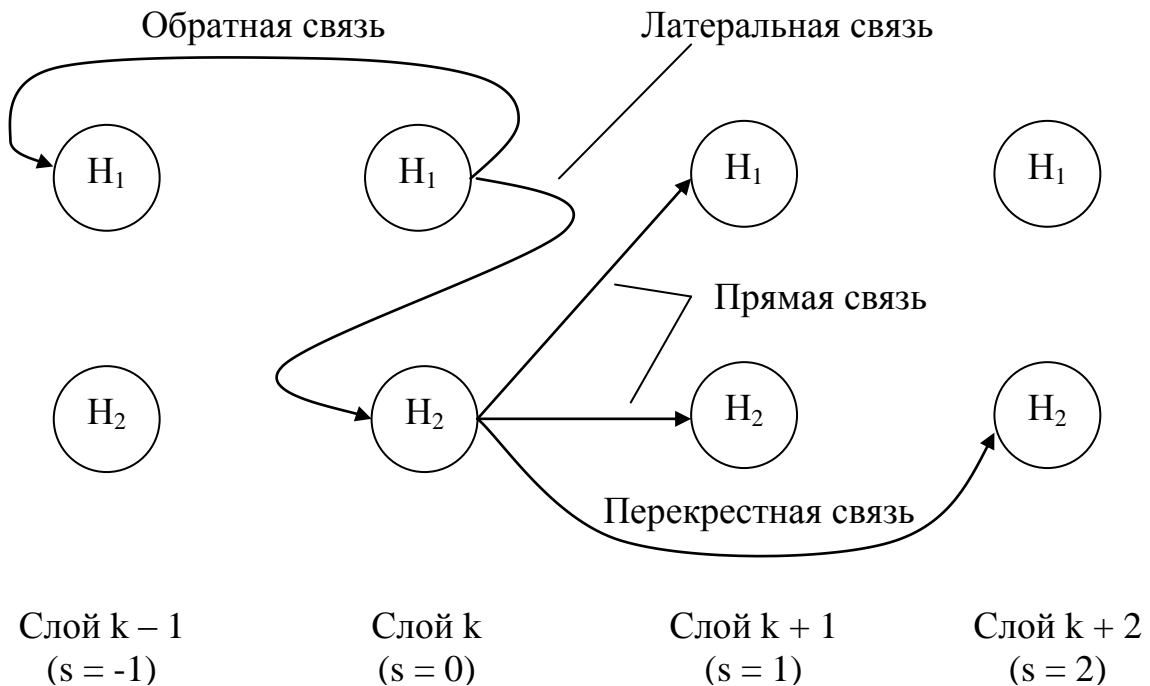 Обратная связь
Латеральная связь
H₁
H₁
H₁
H₁
Прямая связь
H₂
H₂
H₂
H₂
Перекрестная связь
Слой k – 1
(s = -1)
Слой k
(s = 0)
Слой k + 1
(s = 1)
Слой k + 2
(s = 2)